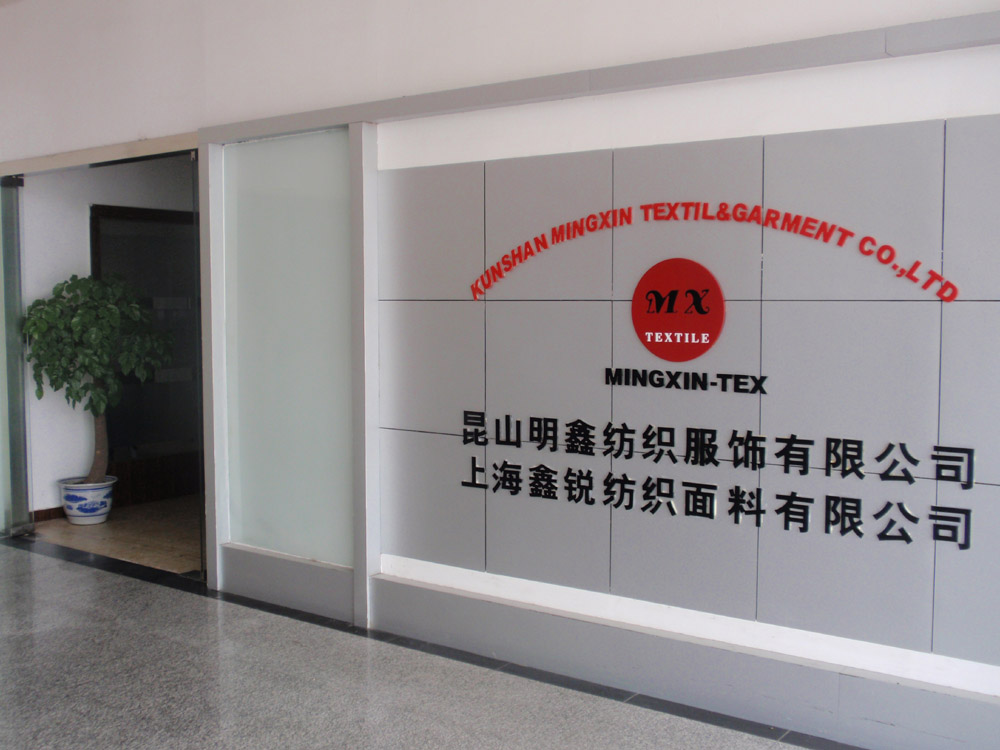 KUNSHAN MINGXIN TEXTIL&GARMENT CO.,LTD
MX
TEXTILE
MINGXIN-TEX
昆山明鑫纺织服饰有限公司
上海鑫锐纺织面料有限公司